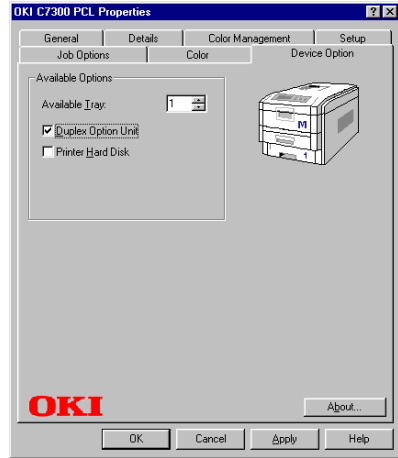 OKI C7300 PCL Properties
General Details Color Management Setup
Job Options Color Device Option
Available Options
Available Tray: 1
Duplex Option Unit
Printer Hard Disk
M
1
OKI
About...
OK Cancel Apply Help